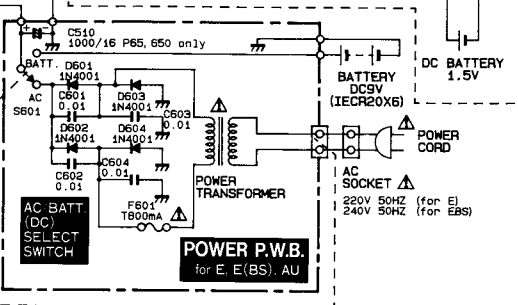 C510
1000/16 P65, 650 only
BATT.
D601
1N4001
AC
C601
0.01
D603
1N4001
C603
0.01
S601
D602
1N4001
D604
1N4001
C604
0.01
C602
0.01
POWER
TRANSFORMER
F601
T800mA
AC·BATT.
(DC)
SELECT
SWITCH
POWER P.W.B.
for E, E(BS). AU
BATTERY
DC9V
(IECR20X6)
DC BATTERY
1.5V
POWER
CORD
AC
SOCKET
220V 50HZ (for E)
240V 50HZ (for EBS)